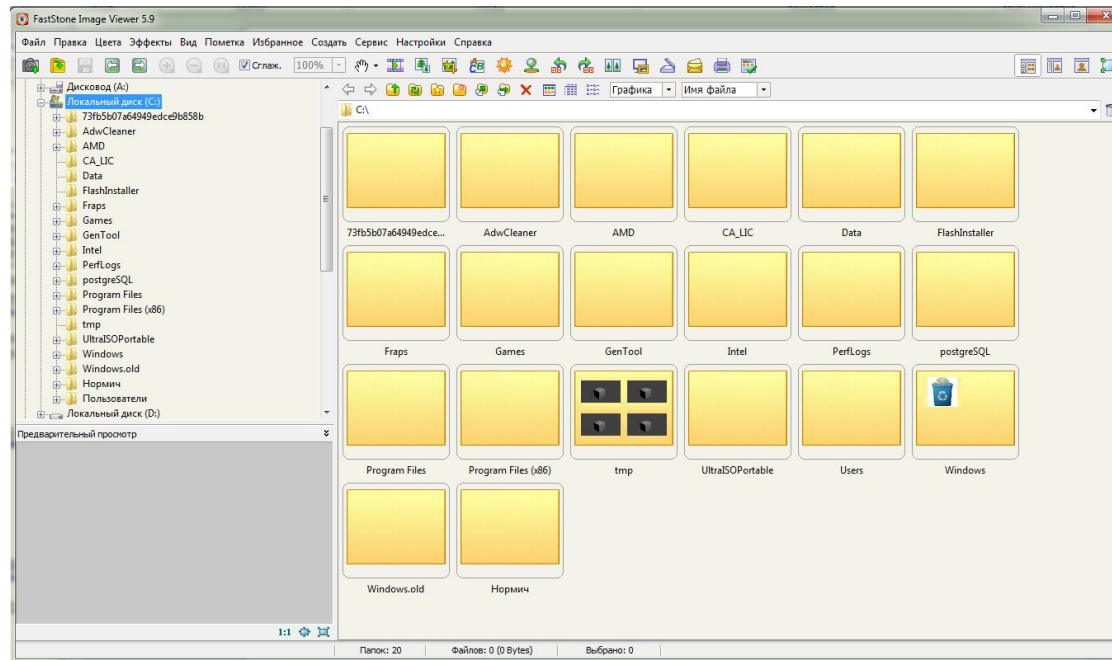 FastStone Image Viewer 5.9
Файл Правка Цвета Эффекты Вид Пометка Избранное Создать Сервис Настройки Справка
Сглаж. 100%
Дисковод (A:)
Локальный диск (C:)
73fb5b07a64949edce9b858b
AdwCleaner
AMD
CA_LIC
Data
FlashInstaller
Fraps
Games
GenTool
Intel
PerfLogs
postgreSQL
Program Files
Program Files (x86)
tmp
UltraISOPortable
Windows
Windows.old
Нормич
Пользователи
Локальный диск (D:)
Предварительный просмотр
1:1
Графика Имя файла
C:\
73fb5b07a64949edce... AdwCleaner AMD CA_LIC Data FlashInstaller
Fraps Games GenTool Intel PerfLogs postgreSQL
Program Files Program Files (x86) tmp UltraISOPortable Users Windows
Windows.old Нормич
Папок: 20 Файлов: 0 (0 Bytes) Выбрано: 0